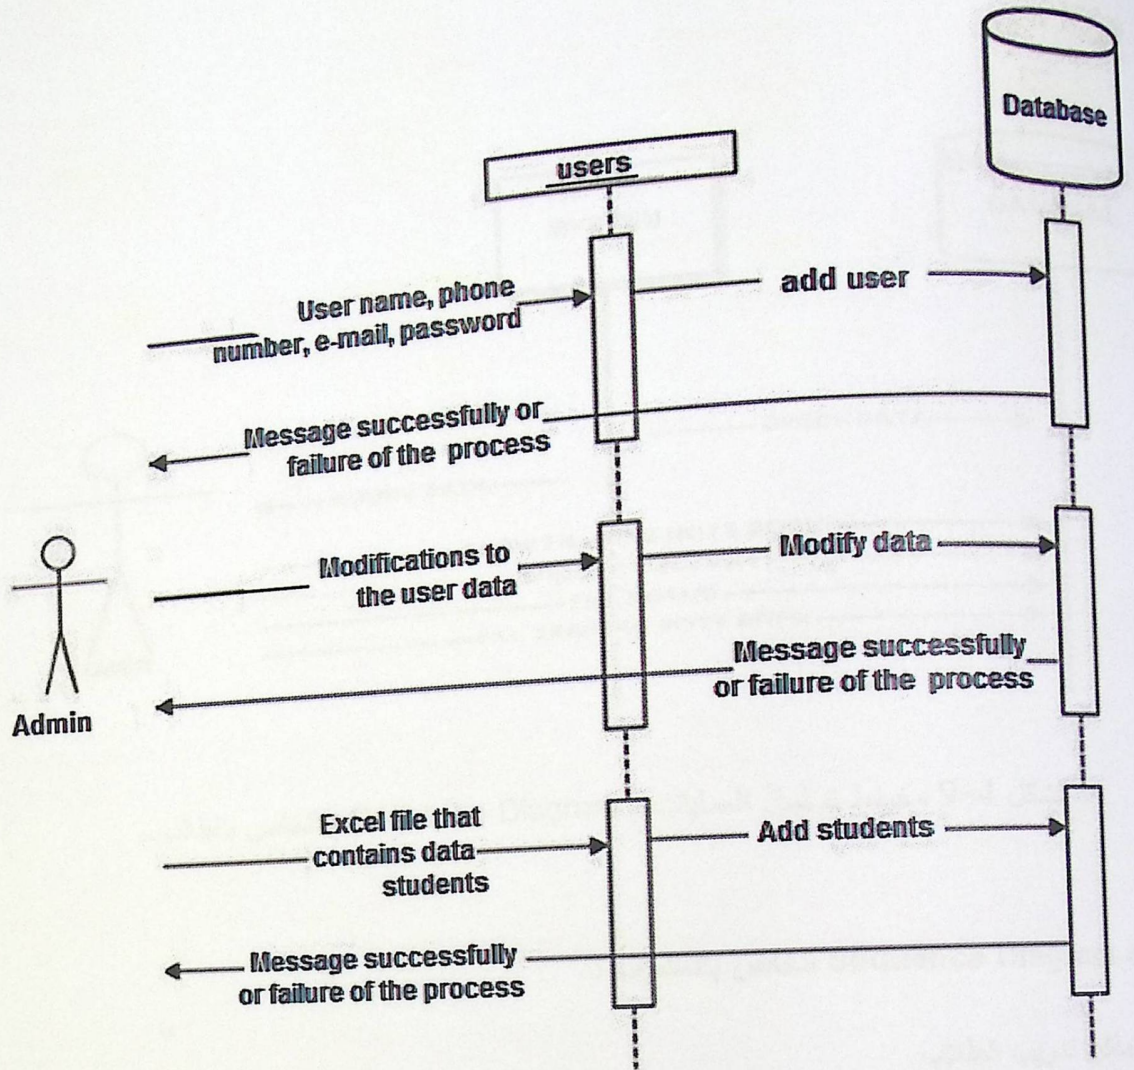 Database
users
User name, phone
number, e-mail, password
add user
Message successfully or
failure of the process
Modifications to
the user data
Modify data
Message successfully
or failure of the process
Admin
Excel file that
contains data
students
Add students
Message successfully
or failure of the process